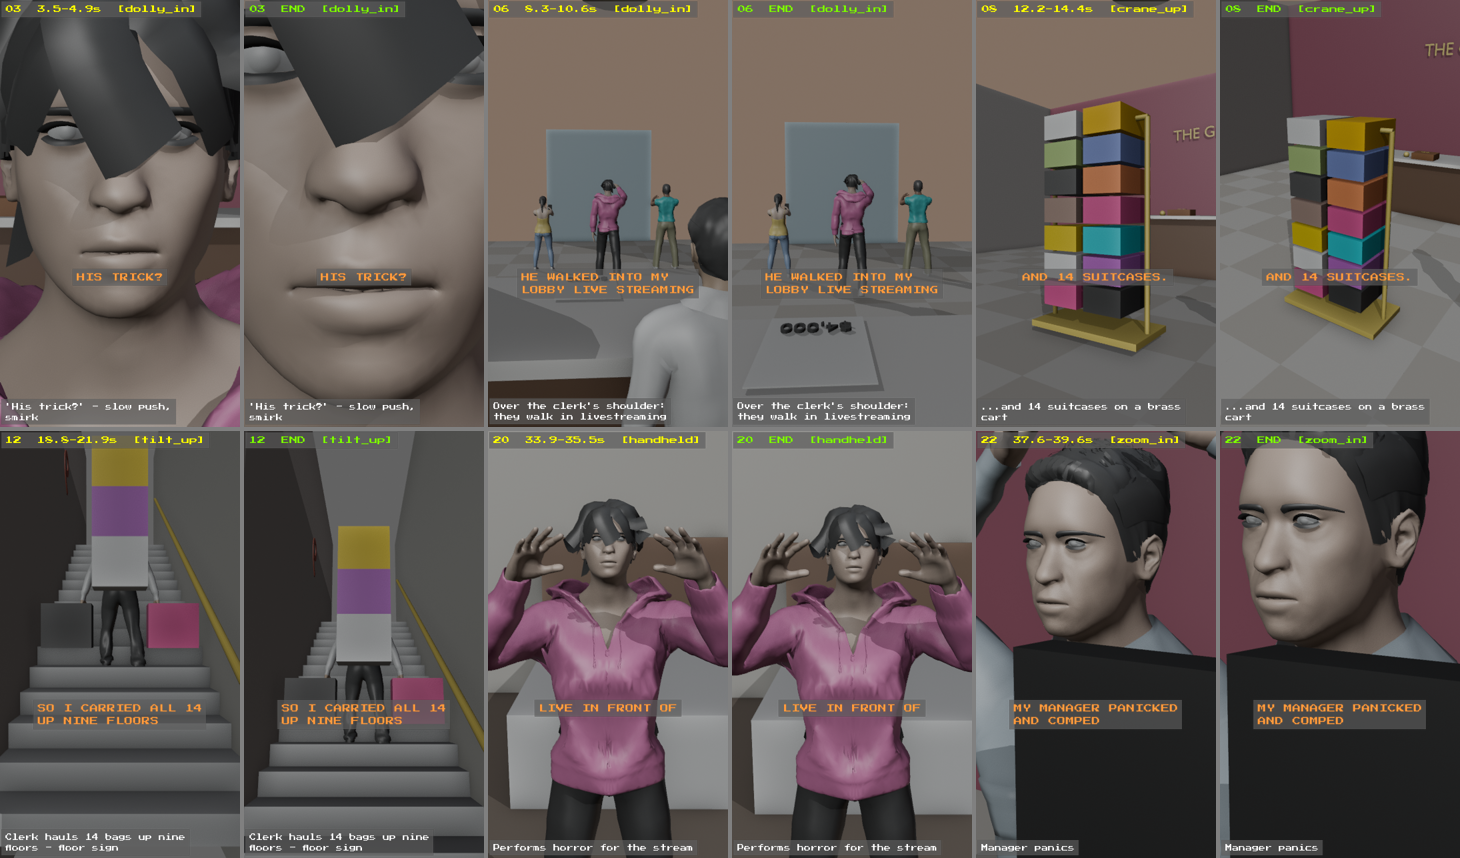 03 3.5-4.9s [dolly_in]
HIS TRICK?
'His trick?' - slow push,
smirk
03 END [dolly_in]
HIS TRICK?
'His trick?' - slow push,
smirk
06 8.3-10.6s [dolly_in]
HE WALKED INTO MY
LOBBY LIVE STREAMING
Over the clerk's shoulder:
they walk in livestreaming
06 END [dolly_in]
HE WALKED INTO MY
LOBBY LIVE STREAMING
Over the clerk's shoulder:
they walk in livestreaming
08 12.2-14.4s [crane_up]
THE G
AND 14 SUITCASES.
...and 14 suitcases on a brass
cart
08 END [crane_up]
THE G
AND 14 SUITCASES.
...and 14 suitcases on a brass
cart
12 18.8-21.9s [tilt_up]
SO I CARRIED ALL 14
UP NINE FLOORS
Clerk hauls 14 bags up nine
floors - floor sign
12 END [tilt_up]
SO I CARRIED ALL 14
UP NINE FLOORS
Clerk hauls 14 bags up nine
floors - floor sign
20 33.9-35.5s [handheld]
LIVE IN FRONT OF
Performs horror for the stream
20 END [handheld]
LIVE IN FRONT OF
Performs horror for the stream
22 37.6-39.6s [zoom_in]
MY MANAGER PANICKED
AND COMPED
Manager panics
22 END [zoom_in]
MY MANAGER PANICKED
AND COMPED
Manager panics